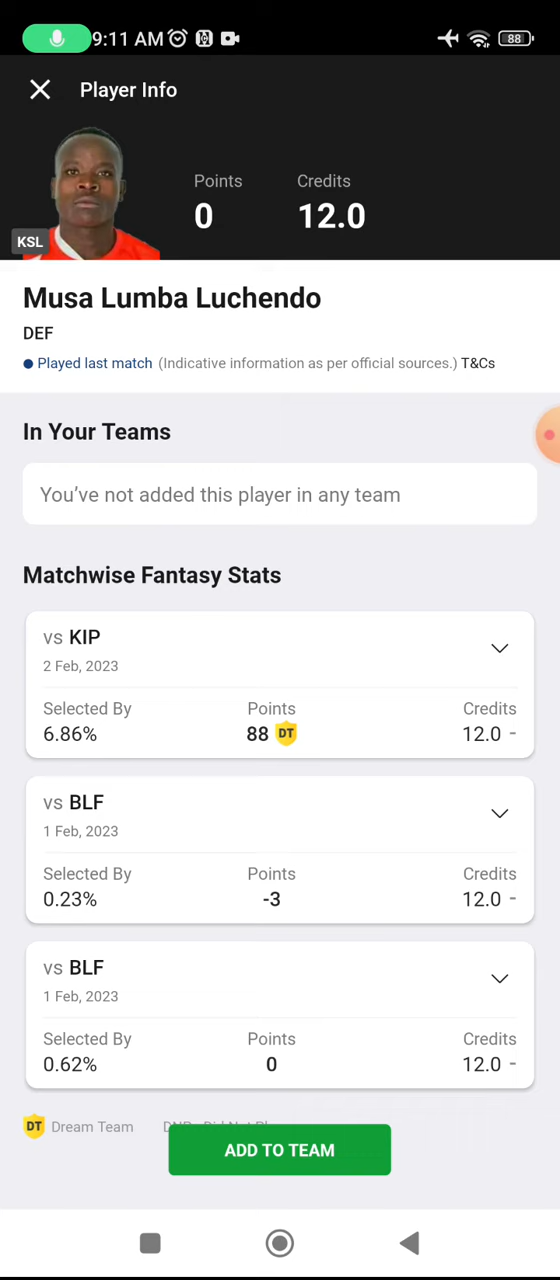 9:11 AM 88
Player Info
Points Credits
0 12.0
KSL
Musa Lumba Luchendo
DEF
Played last match (Indicative information as per official sources.) T&Cs
In Your Teams
You've not added this player in any team
Matchwise Fantasy Stats
vs KIP
2 Feb, 2023
Selected By Points Credits
6.86% 88 DT 12.0 -
vs BLF
1 Feb, 2023
Selected By Points Credits
0.23% -3 12.0 -
vs BLF
1 Feb, 2023
Selected By Points Credits
0.62% 0 12.0 -
DT Dream Team
ADD TO TEAM